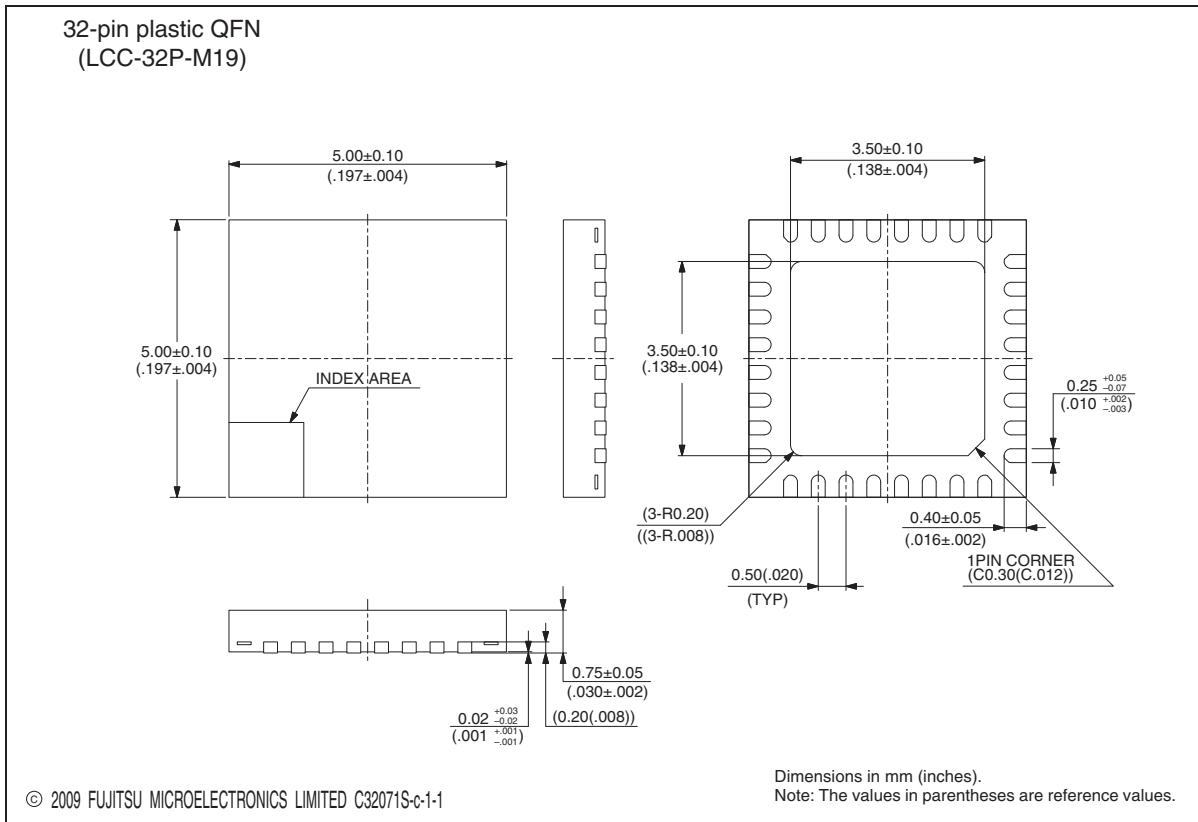 32-pin plastic QFN
(LCC-32P-M19)
5.00±0.10
(.197±.004)
3.50±0.10
(.138±.004)
5.00±0.10
(.197±.004)
INDEX AREA
3.50±0.10
(.138±.004)
0.25 +0.05 −0.07
(.010 +.002 −.003)
(3-R0.20)
((3-R.008))
0.40±0.05
(.016±.002)
1PIN CORNER
(C0.30(C.012))
0.50(.020)
(TYP)
0.75±0.05
(.030±.002)
0.02 +0.03 −0.02
(.001 +.001 −.001)
(0.20(.008))
Dimensions in mm (inches).
Note: The values in parentheses are reference values.
© 2009 FUJITSU MICROELECTRONICS LIMITED C32071S-c-1-1